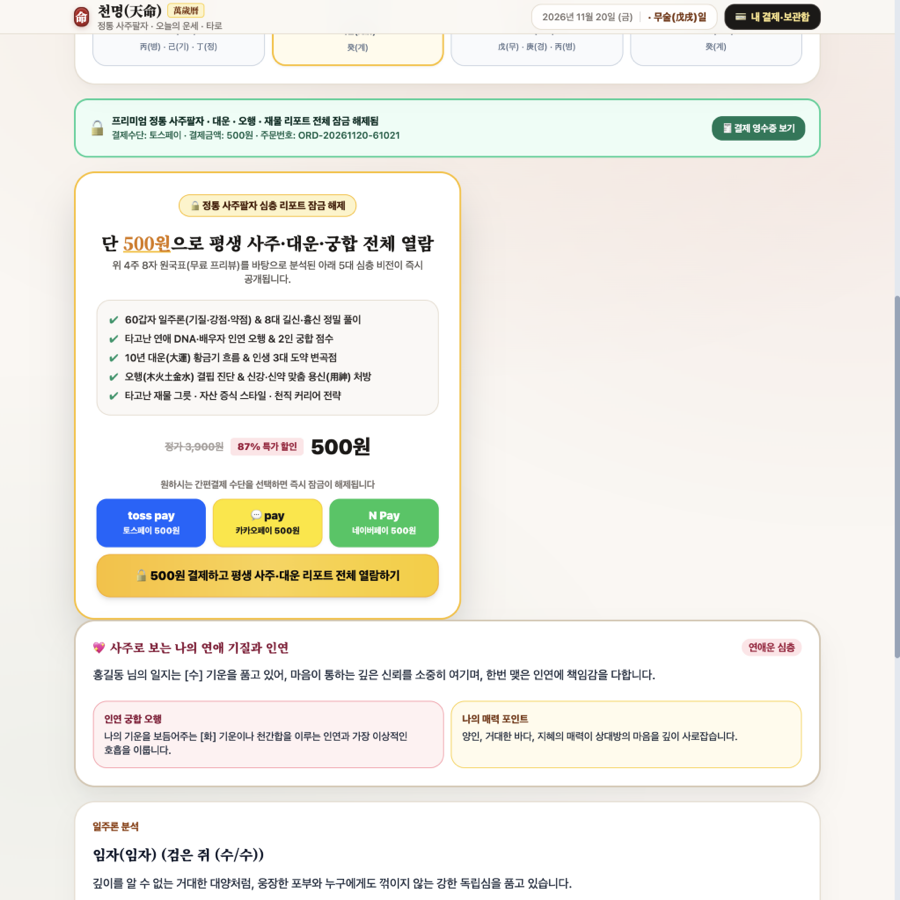 命 천명(天命) 萬歲曆
정통 사주팔자 · 오늘의 운세 · 타로
2026년 11월 20일 (금) · 무술(戊戌)일
내 결제·보관함
丙(병) · 己(기) · 丁(정)
癸(계)
戊(무) · 庚(경) · 丙(병)
癸(계)
프리미엄 정통 사주팔자 · 대운 · 오행 · 재물 리포트 전체 잠금 해제됨
결제수단: 토스페이 · 결제금액: 500원 · 주문번호: ORD-20261120-61021
결제 영수증 보기
정통 사주팔자 심층 리포트 잠금 해제
단 500원으로 평생 사주·대운·궁합 전체 열람
위 4주 8자 원국표(무료 프리뷰)를 바탕으로 분석된 아래 5대 심층 비전이 즉시
공개됩니다.
✔ 60갑자 일주론(기질·강점·약점) & 8대 길신·흉신 정밀 풀이
✔ 타고난 연애 DNA·배우자 인연 오행 & 2인 궁합 점수
✔ 10년 대운(大運) 황금기 흐름 & 인생 3대 도약 변곡점
✔ 오행(木火土金水) 결핍 진단 & 신강·신약 맞춤 용신(用神) 처방
✔ 타고난 재물 그릇 · 자산 증식 스타일 · 천직 커리어 전략
정가 3,900원 87% 특가 할인 500원
원하시는 간편결제 수단을 선택하면 즉시 잠금이 해제됩니다
toss pay
토스페이 500원
pay
카카오페이 500원
N Pay
네이버페이 500원
500원 결제하고 평생 사주·대운 리포트 전체 열람하기
사주로 보는 나의 연애 기질과 인연
연애운 심층
홍길동 님의 일지는 [수] 기운을 품고 있어, 마음이 통하는 깊은 신뢰를 소중히 여기며, 한번 맺은 인연에 책임감을 다합니다.
인연 궁합 오행
나의 기운을 보듬어주는 [화] 기운이나 천간합을 이루는 인연과 가장 이상적인
호흡을 이룹니다.
나의 매력 포인트
양인, 거대한 바다, 지혜의 매력이 상대방의 마음을 깊이 사로잡습니다.
일주론 분석
임자(임자) (검은 쥐 (수/수))
깊이를 알 수 없는 거대한 대양처럼, 웅장한 포부와 누구에게도 꺾이지 않는 강한 독립심을 품고 있습니다.